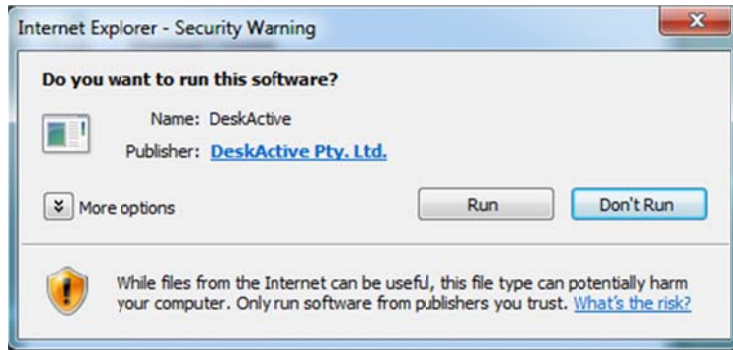 Internet Explorer - Security Warning
Do you want to run this software?
Name: DeskActive
Publisher: DeskActive Pty. Ltd.
More options
Run
Don't Run
While files from the Internet can be useful, this file type can potentially harm
your computer. Only run software from publishers you trust. What's the risk?